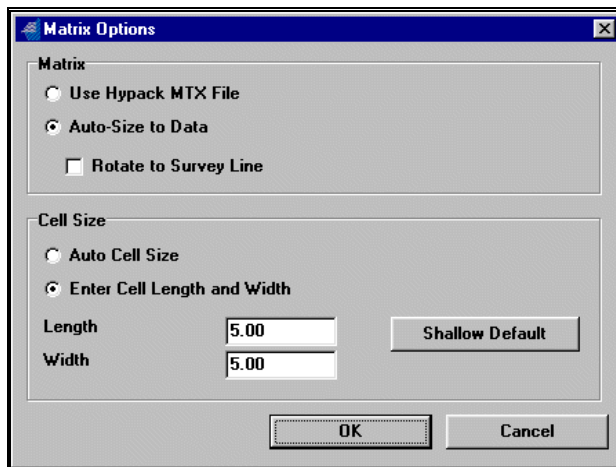 Matrix Options
Matrix
Use Hypack MTX File
Auto-Size to Data
Rotate to Survey Line
Cell Size
Auto Cell Size
Enter Cell Length and Width
Length 5.00 Shallow Default
Width 5.00
OK Cancel